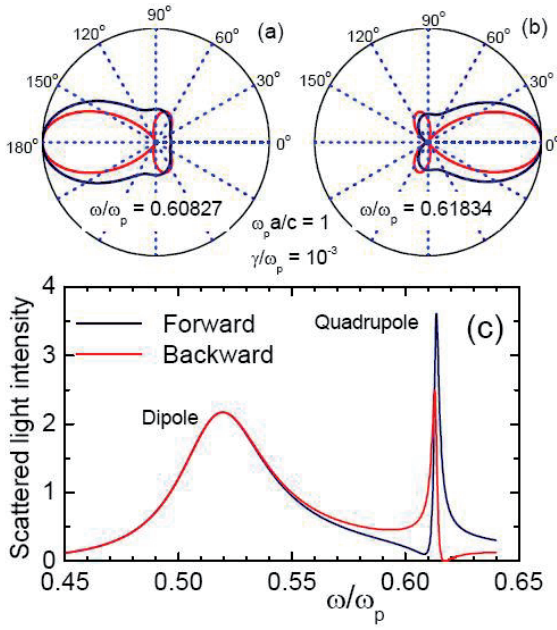 90° (a) 90° (b)
120° 60° 120° 60°
150° 30° 150° 30°
180° 0° 180° 0°
ω/ωp = 0.60827 ω/ωp = 0.61834
ωpa/c = 1
γ/ωp = 10⁻³
4
3
2
1
0
Scattered light intensity
Forward
Backward
Dipole
Quadrupole
(c)
0.45 0.50 0.55 0.60 0.65
ω/ωp